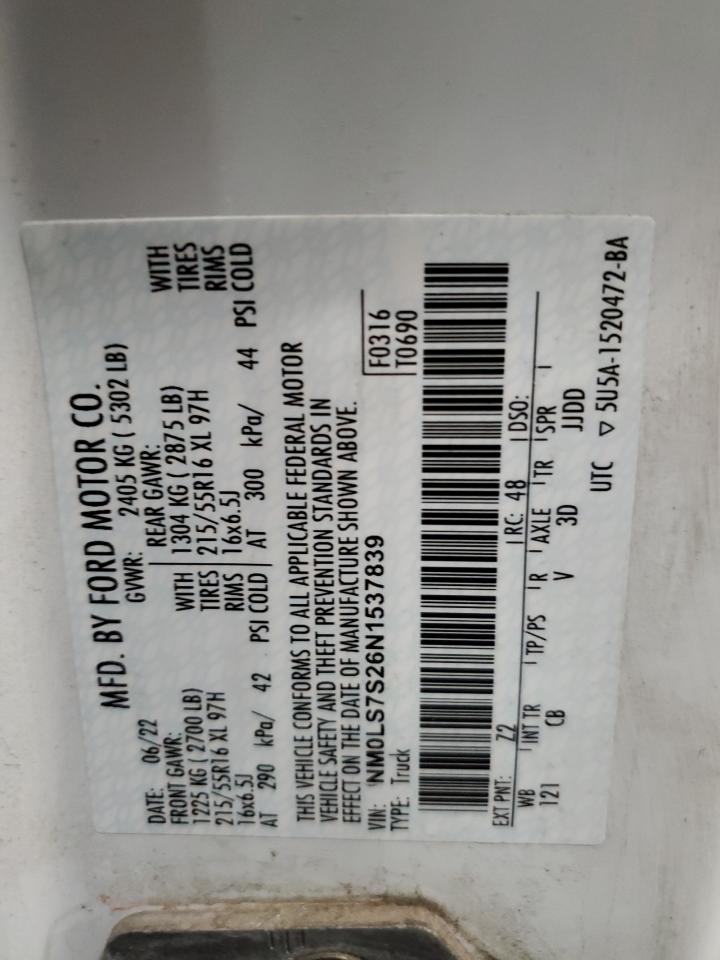 MFD. BY FORD MOTOR CO.
DATE: 06/22 GVWR: 2405 KG ( 5302 LB)
FRONT GAWR: REAR GAWR:
1225 KG ( 2700 LB) WITH 1304 KG ( 2875 LB) WITH
215/55R16 XL 97H TIRES 215/55R16 XL 97H TIRES
16x6.5J RIMS 16x6.5J RIMS
AT 290 kPa/ 42 PSI COLD AT 300 kPa/ 44 PSI COLD
THIS VEHICLE CONFORMS TO ALL APPLICABLE FEDERAL MOTOR
VEHICLE SAFETY AND THEFT PREVENTION STANDARDS IN
EFFECT ON THE DATE OF MANUFACTURE SHOWN ABOVE.
VIN: NM0LS7S26N1537839 F0316
TYPE: Truck T0690
EXT PNT: Z2 RC: 48 DSO:
WB INT TR TP/PS R AXLE TR SPR
121 CB V 3D JJDD
UTC ▽ 5U5A-1520472-BA